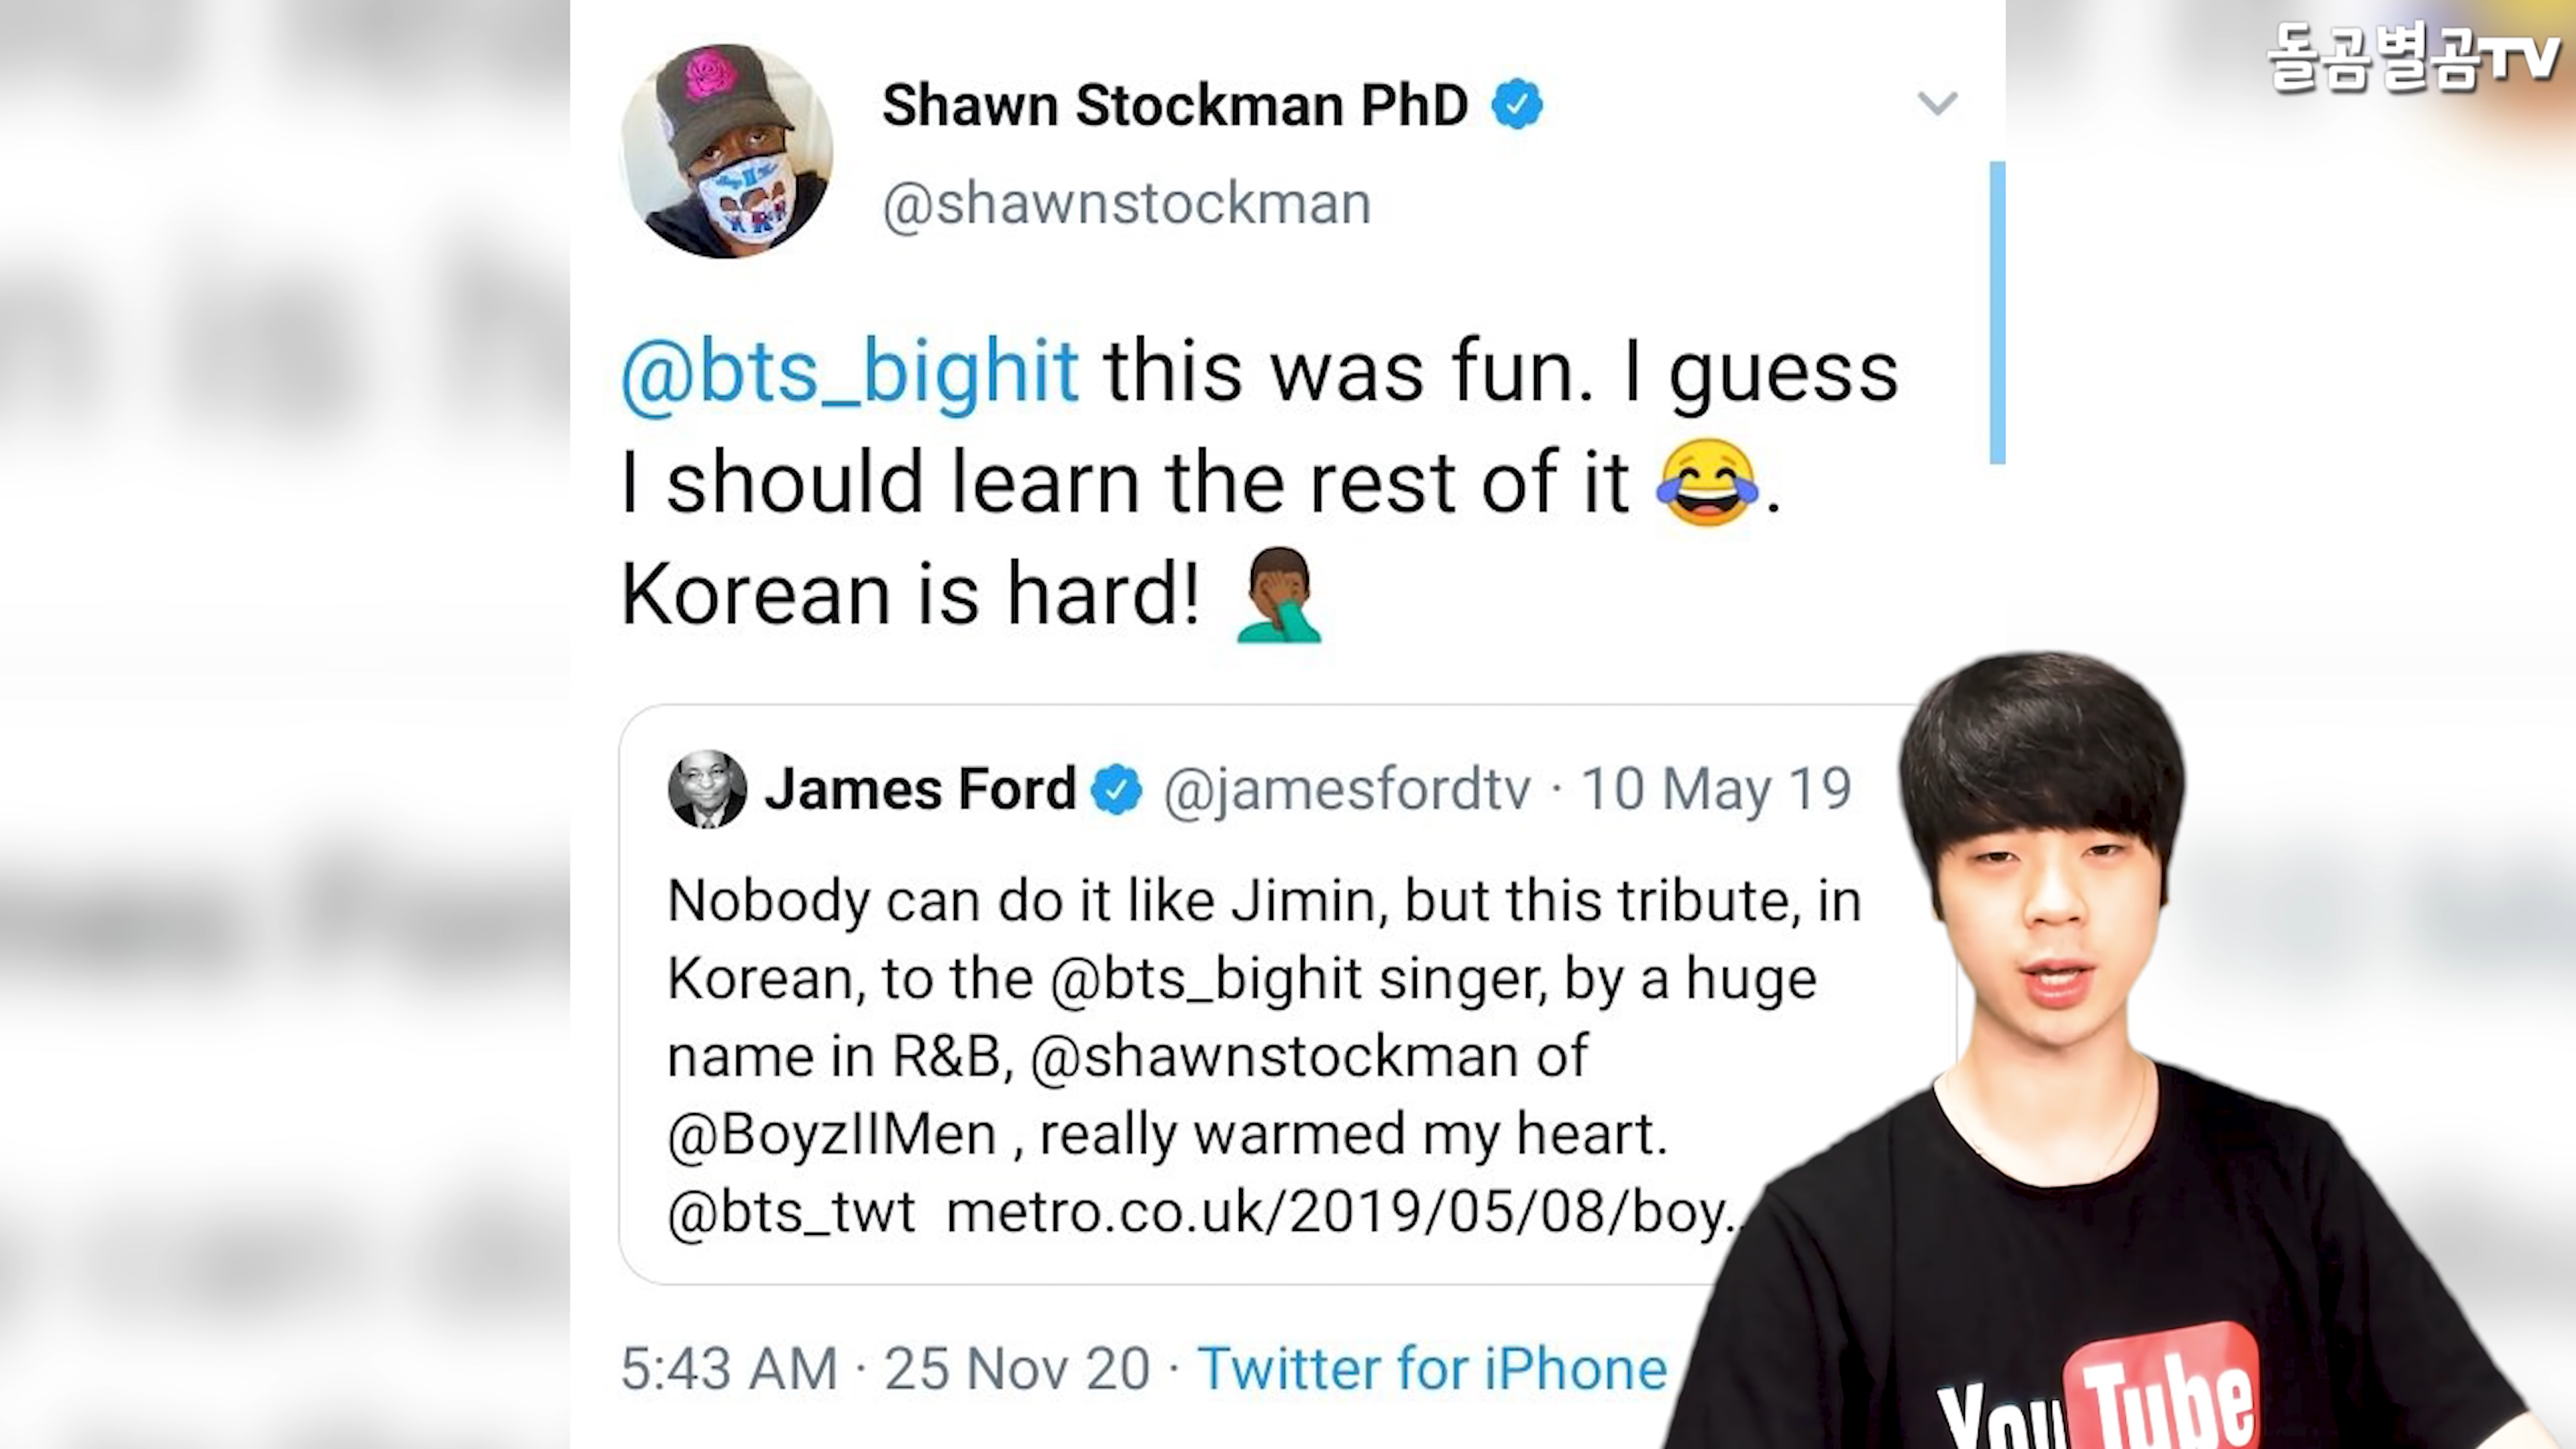 돌곰별곰TV
Shawn Stockman PhD
@shawnstockman
@bts_bighit this was fun. I guess
I should learn the rest of it 😂.
Korean is hard! 🤦🏾‍♂️
James Ford @jamesfordtv · 10 May 19
Nobody can do it like Jimin, but this tribute, in
Korean, to the @bts_bighit singer, by a huge
name in R&B, @shawnstockman of
@BoyzIIMen , really warmed my heart.
@bts_twt metro.co.uk/2019/05/08/boy..
5:43 AM · 25 Nov 20 · Twitter for iPhone
YouTube